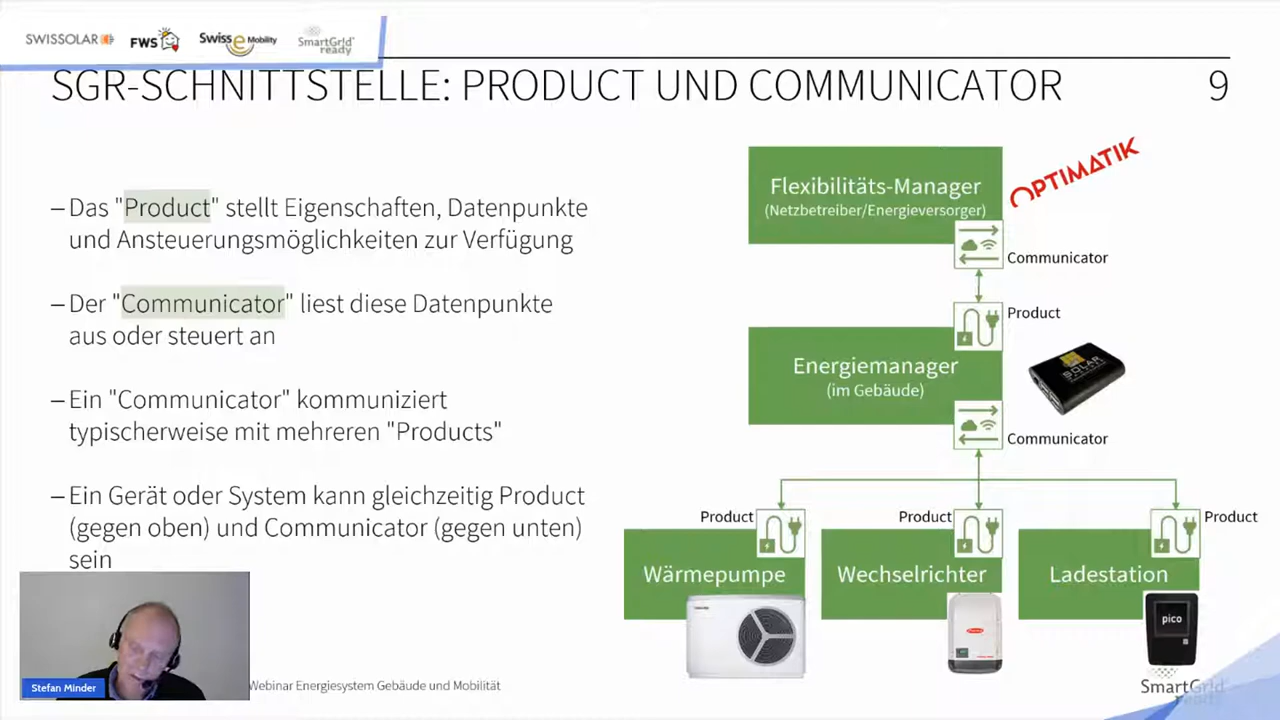 SWISSOLAR
FWS
Swiss eMobility
SmartGrid ready
SGR-SCHNITTSTELLE: PRODUCT UND COMMUNICATOR
9
– Das "Product" stellt Eigenschaften, Datenpunkte
und Ansteuerungsmöglichkeiten zur Verfügung
– Der "Communicator" liest diese Datenpunkte
aus oder steuert an
– Ein "Communicator" kommuniziert
typischerweise mit mehreren "Products"
– Ein Gerät oder System kann gleichzeitig Product
(gegen oben) und Communicator (gegen unten)
sein
Flexibilitäts-Manager
(Netzbetreiber/Energieversorger)
OPTIMATIK
Communicator
Product
Energiemanager
(im Gebäude)
SOLAR
Communicator
Product
Product
Product
Wärmepumpe
Wechselrichter
Ladestation
pico
Stefan Minder
Webinar Energiesystem Gebäude und Mobilität
SmartGrid
ready